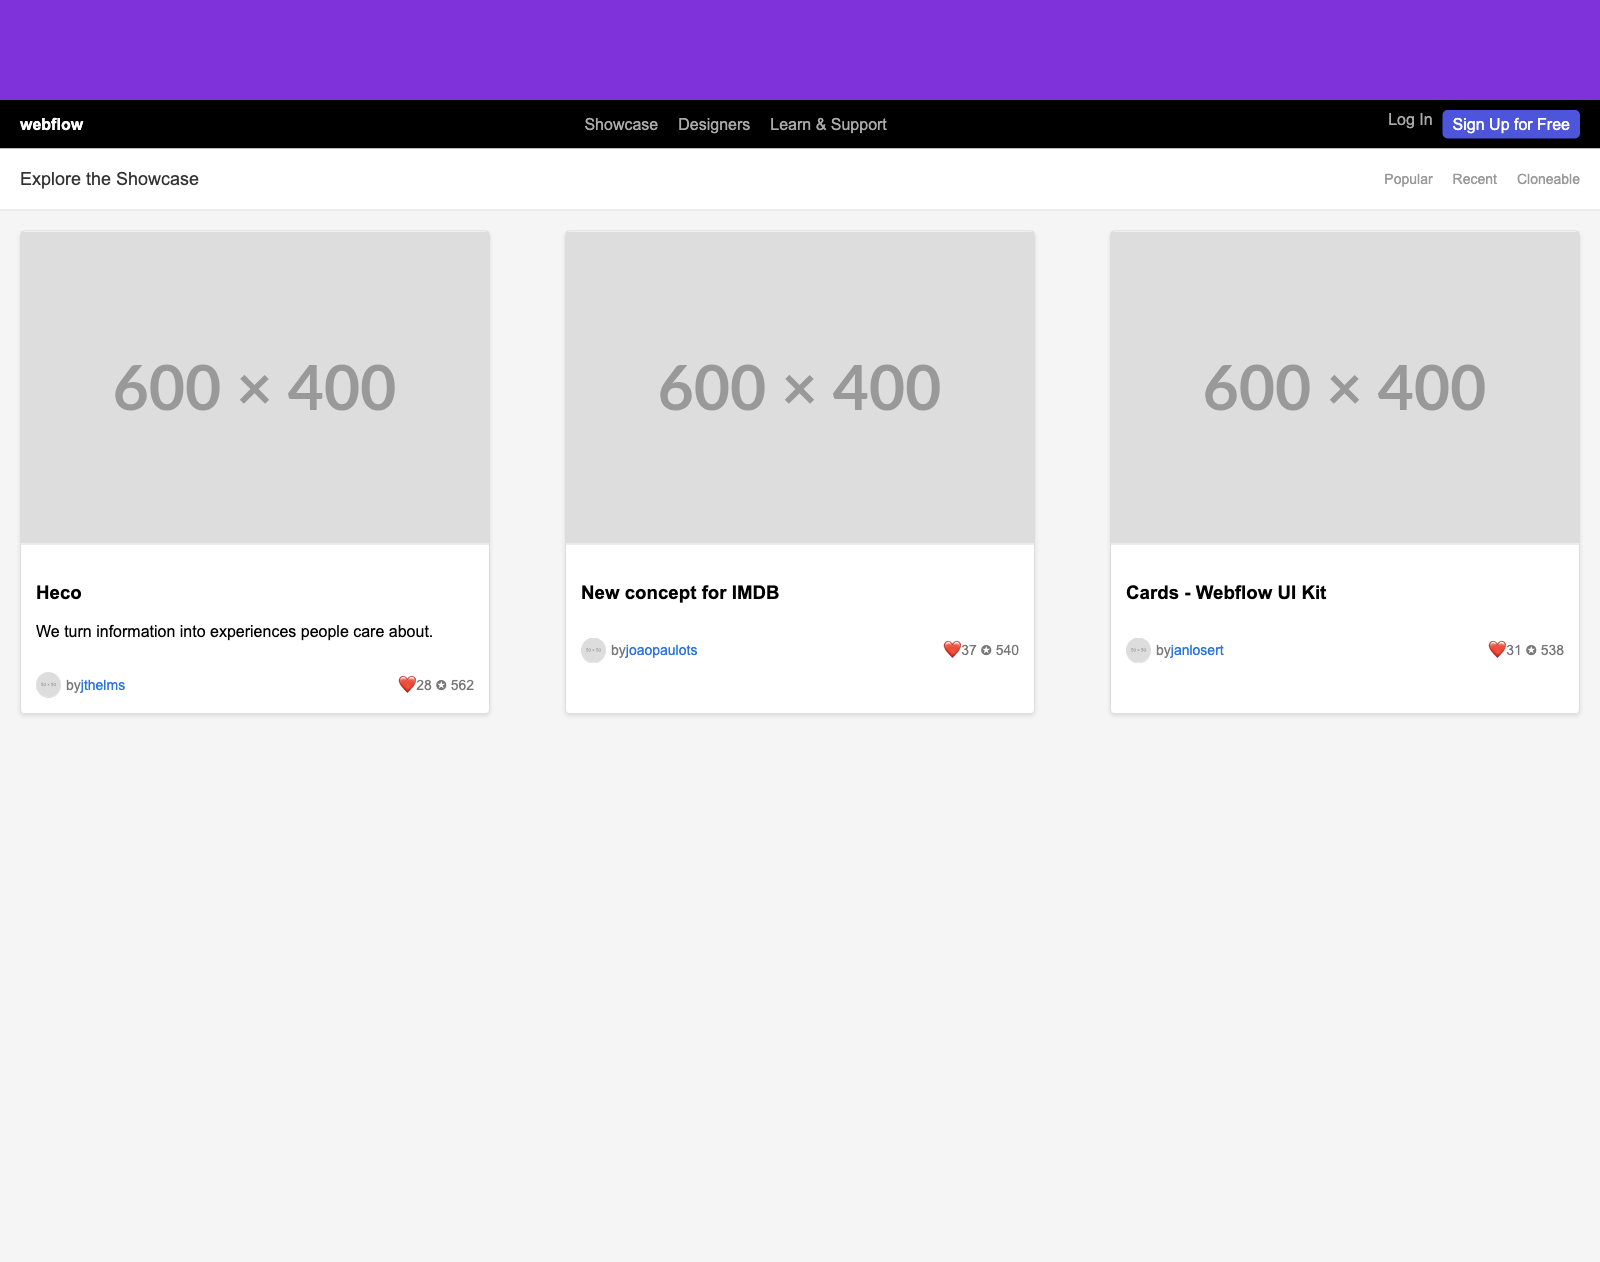 webflow
Showcase Designers Learn & Support
Log In Sign Up for Free
Explore the Showcase
Popular Recent Cloneable
600 × 400
600 × 400
600 × 400
Heco
We turn information into experiences people care about.
byjthelms
❤️28 ✪ 562
New concept for IMDB
byjoaopaulots
❤️37 ✪ 540
Cards - Webflow UI Kit
byjanlosert
❤️31 ✪ 538